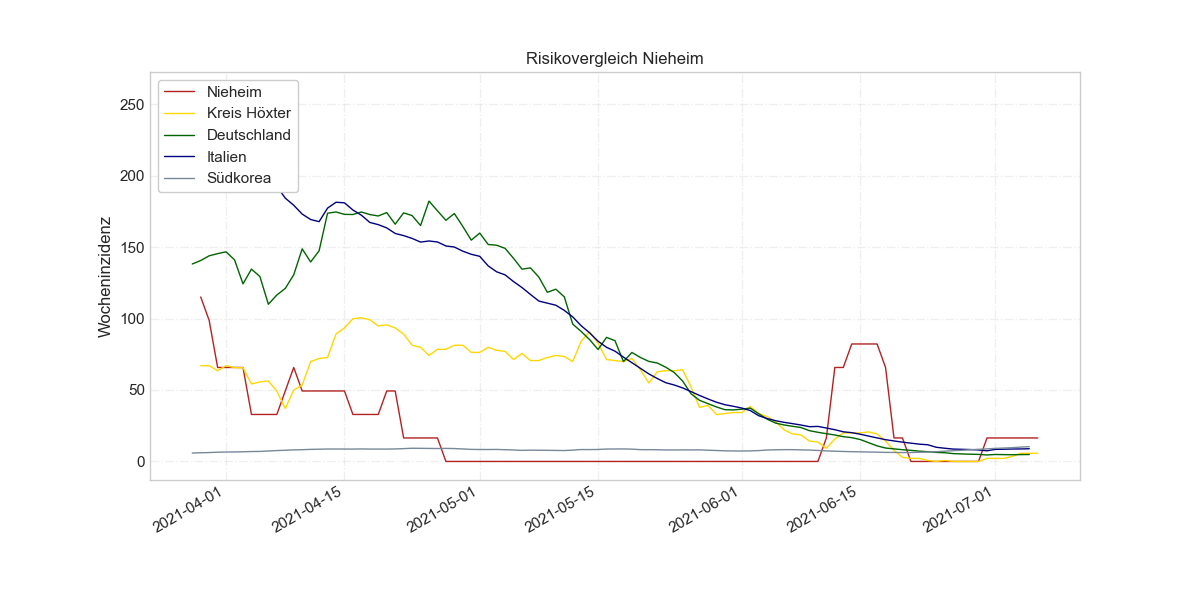 Risikovergleich Nieheim
Nieheim
Kreis Höxter
Deutschland
Italien
Südkorea
Wocheninzidenz
250
200
150
100
50
0
2021-04-01
2021-04-15
2021-05-01
2021-05-15
2021-06-01
2021-06-15
2021-07-01